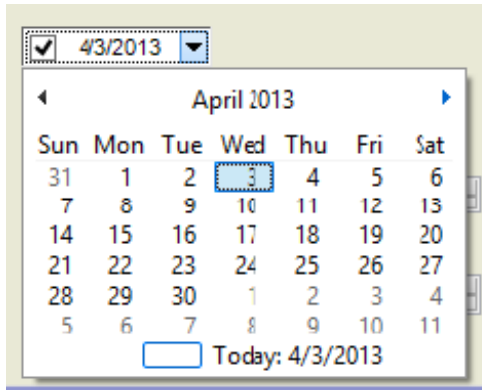 4/3/2013
April 2013
Sun Mon Tue Wed Thu Fri Sat
31 1 2 3 4 5 6
7 8 9 10 11 12 13
14 15 16 17 18 19 20
21 22 23 24 25 26 27
28 29 30 1 2 3 4
5 6 7 8 9 10 11
Today: 4/3/2013